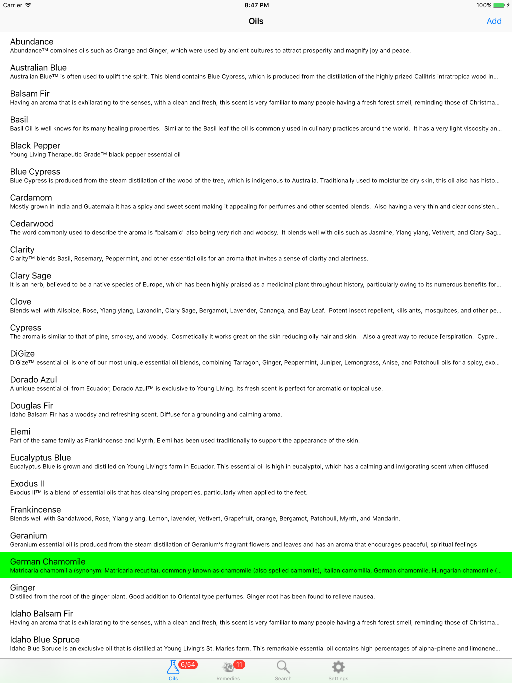 Carrier
8:47 PM
100%
Oils
Add
Abundance
Abundance™ combines oils such as Orange and Ginger, which were used by ancient cultures to attract prosperity and magnify joy and peace.
Australian Blue
Australian Blue™ is often used to uplift the spirit. This blend contains Blue Cypress, which is produced from the distillation of the highly prized Callitris intratropica wood in...
Balsam Fir
Having an aroma that is exhilarating to the senses, with a clean and fresh, this scent is very familiar to many people having a fresh forest smell, reminding those of Christma...
Basil
Basil Oil is well knows for its many healing properties. Similar to the Basil leaf the oil is commonly used in culinary practices around the world. It has a very light viscosity an...
Black Pepper
Young Living Therapeutic Grade™ black pepper essential oil
Blue Cypress
Blue Cypress is produced from the steam distillation of the wood of the tree, which is indigenous to Australia. Traditionally used to moisturize dry skin, this oil also has histo...
Cardamom
Mostly grown in India and Guatemala it has a spicy and sweet scent making it appealing for perfumes and other scented blends. Also having a very thin and clear consisten...
Cedarwood
The word commonly used to describe the aroma is "balsamic" also being very rich and woodsy. It blends well with oils such as Jasmine, Ylang ylang, Vetivert, and Clary Sag...
Clarity
Clarity™ blends Basil, Rosemary, Peppermint, and other essential oils for an aroma that invites a sense of clarity and alertness.
Clary Sage
It is an herb, believed to be a native species of Europe, which has been highly praised as a medicinal plant throughout history, particularly owing to its numerous benefits for...
Clove
Blends well with Allspice, Rose, Ylang ylang, Lavandin, Clary Sage, Bergamot, Lavender, Cananga, and Bay Leaf. Potent insect repellent, kills ants, mosquitoes, and other pe...
Cypress
The aroma is similar to that of pine, smokey, and woody. Cosmetically it works great on the skin reducing oily hair and skin. Also a great way to reduce [erspiration. Cypre...
DiGize
DiGize™ essential oil is one of our most unique essential oil blends, combining Tarragon, Ginger, Peppermint, Juniper, Lemongrass, Anise, and Patchouli oils for a spicy, exo...
Dorado Azul
A unique essential oil from Ecuador, Dorado Azul™ is exclusive to Young Living. Its fresh scent is perfect for aromatic or topical use.
Douglas Fir
Idaho Balsam Fir has a woodsy and refreshing scent. Diffuse for a grounding and calming aroma.
Elemi
Part of the same family as Frankincense and Myrrh, Elemi has been used traditionally to support the appearance of the skin.
Eucalyptus Blue
Eucalyptus Blue is grown and distilled on Young Living's farm in Ecuador. This essential oil is high in eucalyptol, which has a calming and invigorating scent when diffused
Exodus II
Exodus II™ is a blend of essential oils that has cleansing properties, particularly when applied to the feet.
Frankincense
Blends well with Sandalwood, Rose, Ylang ylang, Lemon, lavender, Vetivert, Grapefruit, orange, Bergamot, Patchouli, Myrrh, and Mandarin.
Geranium
Geranium essential oil is produced from the steam distillation of Geranium's fragrant flowers and leaves and has an aroma that encourages peaceful, spiritual feelings
German Chamomile
Matricaria chamomilla (synonym: Matricaria recutita), commonly known as chamomile (also spelled camomile), Italian camomilla, German chamomile, Hungarian chamomile (...
Ginger
Distilled from the root of the ginger plant. Good addition to Oriental type perfumes. Ginger root has been found to relieve nausea.
Idaho Balsam Fir
Having an aroma that is exhilarating to the senses, with a clean and fresh, this scent is very familiar to many people having a fresh forest smell, reminding those of Christma...
Idaho Blue Spruce
Idaho Blue Spruce is an exclusive oil that is distilled at Young Living's St. Maries farm. This remarkable essential oil contains high percentages of alpha-pinene and limonene...
6/54
11
Oils
Remedies
Search
Settings